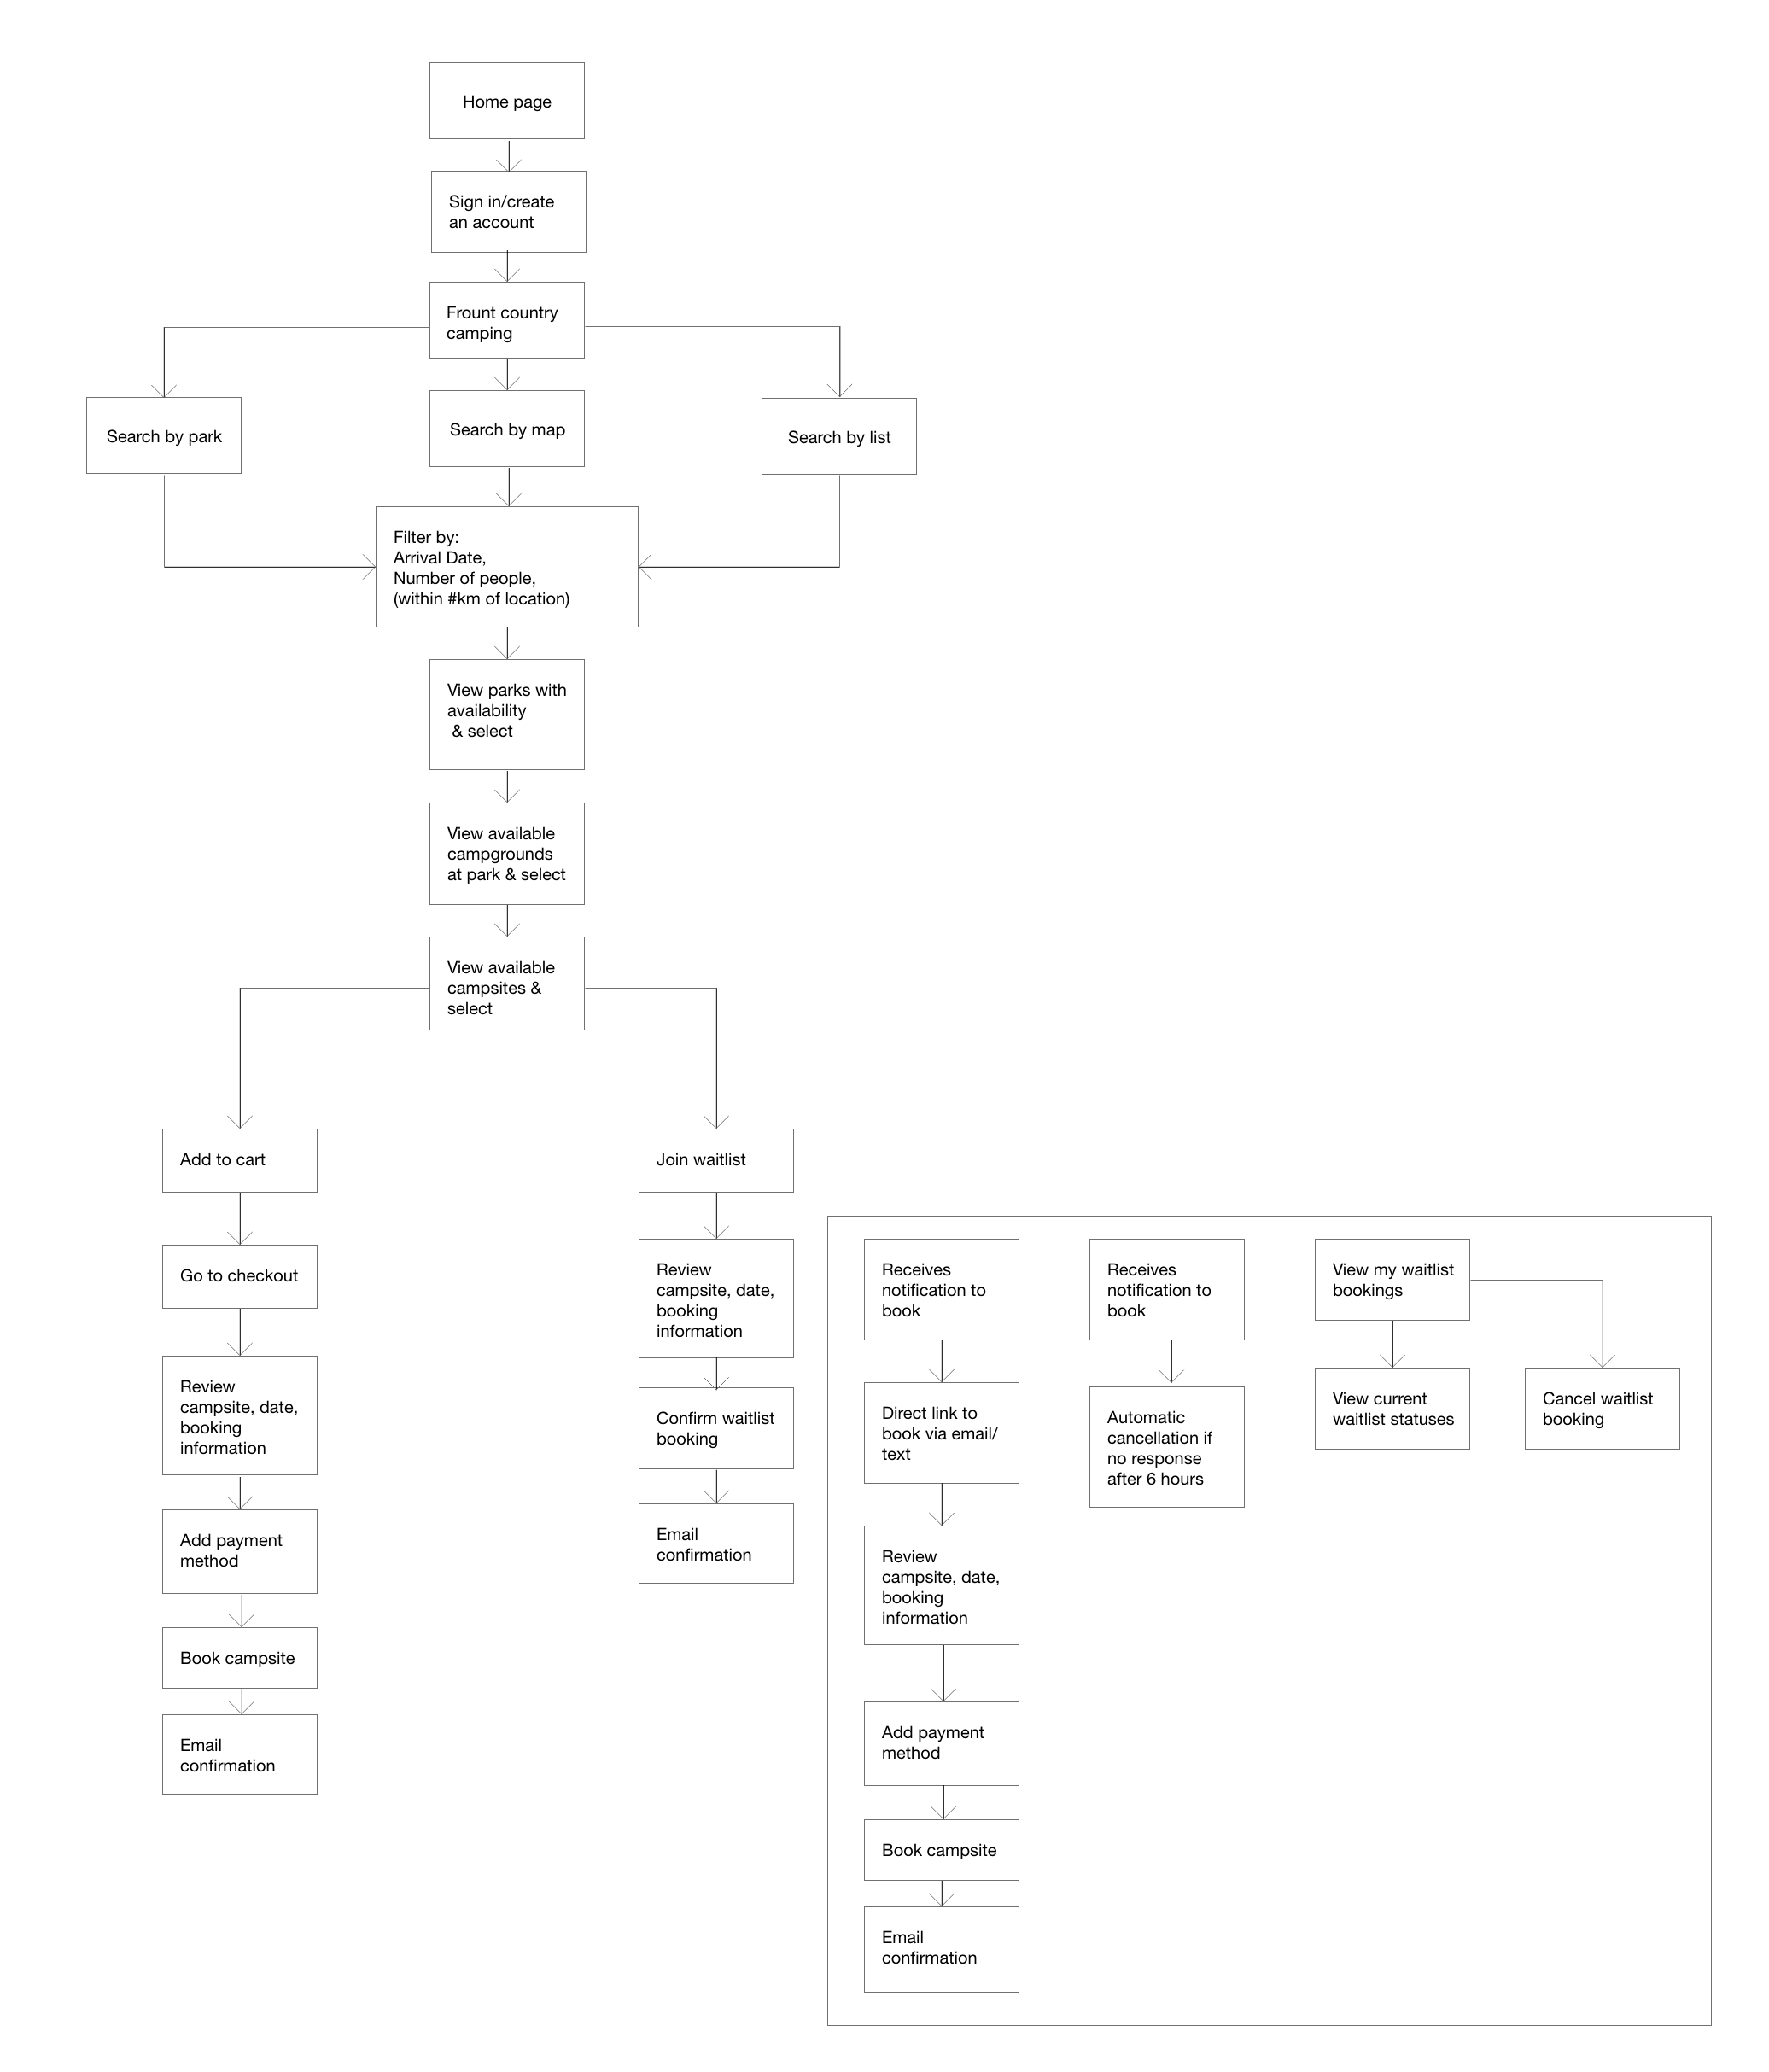 Home page
Sign in/create
an account
Frount country
camping
Search by park
Search by map
Search by list
Filter by:
Arrival Date,
Number of people,
(within #km of location)
View parks with
availability
& select
View available
campgrounds
at park & select
View available
campsites &
select
Add to cart
Go to checkout
Review
campsite, date,
booking
information
Add payment
method
Book campsite
Email
confirmation
Join waitlist
Review
campsite, date,
booking
information
Confirm waitlist
booking
Email
confirmation
Receives
notification to
book
Direct link to
book via email/
text
Review
campsite, date,
booking
information
Add payment
method
Book campsite
Email
confirmation
Receives
notification to
book
Automatic
cancellation if
no response
after 6 hours
View my waitlist
bookings
View current
waitlist statuses
Cancel waitlist
booking